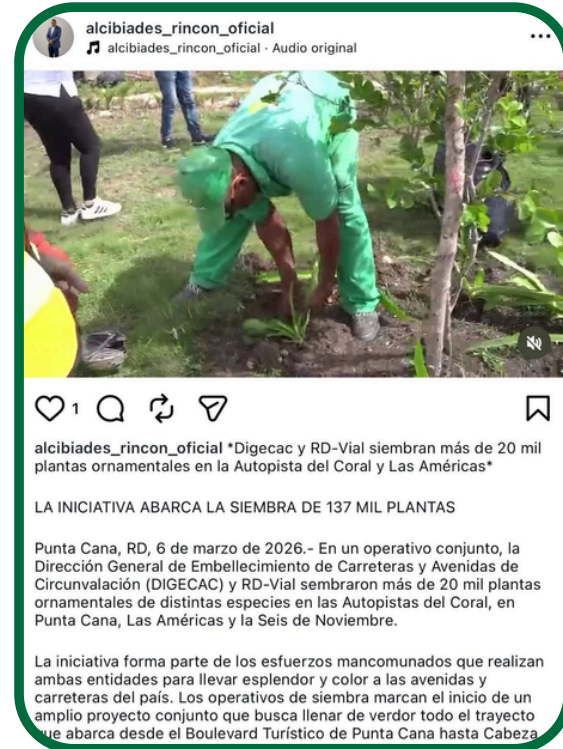 alcibiades_rincon_oficial
alcibiades_rincon_oficial · Audio original
1
alcibiades_rincon_oficial *Digecac y RD-Vial siembran más de 20 mil
plantas ornamentales en la Autopista del Coral y Las Américas*
LA INICIATIVA ABARCA LA SIEMBRA DE 137 MIL PLANTAS
Punta Cana, RD, 6 de marzo de 2026.- En un operativo conjunto, la
Dirección General de Embellecimiento de Carreteras y Avenidas de
Circunvalación (DIGECAC) y RD-Vial sembraron más de 20 mil plantas
ornamentales de distintas especies en las Autopistas del Coral, en
Punta Cana, Las Américas y la Seis de Noviembre.
La iniciativa forma parte de los esfuerzos mancomunados que realizan
ambas entidades para llevar esplendor y color a las avenidas y
carreteras del país. Los operativos de siembra marcan el inicio de un
amplio proyecto conjunto que busca llenar de verdor todo el trayecto
que abarca desde el Boulevard Turístico de Punta Cana hasta Cabeza